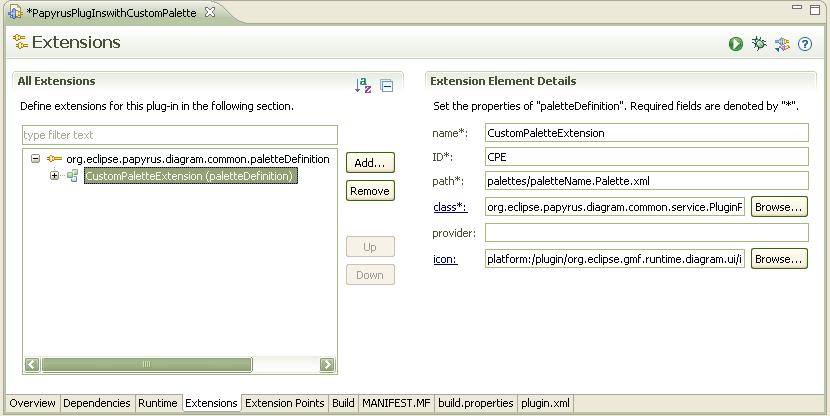 *PapyrusPlugInswithCustomPalette
Extensions
All Extensions
Define extensions for this plug-in in the following section.
type filter text
org.eclipse.papyrus.diagram.common.paletteDefinition
CustomPaletteExtension (paletteDefinition)
Add...
Remove
Up
Down
Extension Element Details
Set the properties of "paletteDefinition". Required fields are denoted by "*".
name*: CustomPaletteExtension
ID*: CPE
path*: palettes/paletteName.Palette.xml
class*: org.eclipse.papyrus.diagram.common.service.PluginP Browse...
provider:
icon: platform:/plugin/org.eclipse.gmf.runtime.diagram.ui/i Browse...
Overview Dependencies Runtime Extensions Extension Points Build MANIFEST.MF build.properties plugin.xml